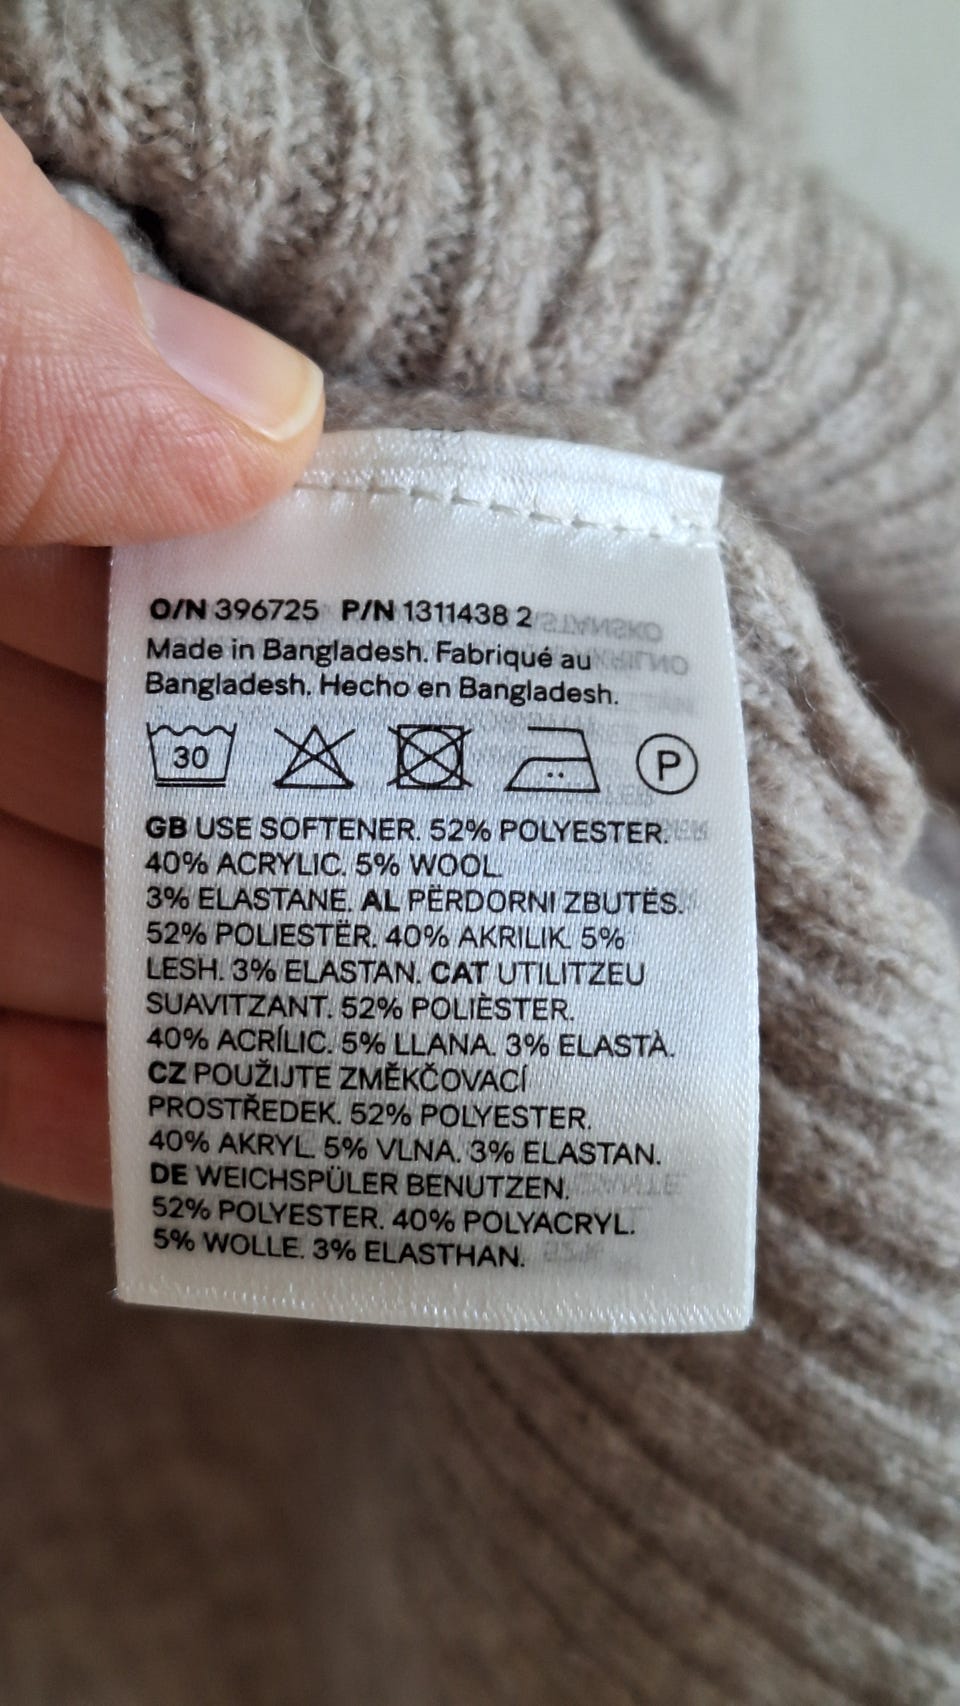 O/N 396725 P/N 1311438 2
Made in Bangladesh. Fabriqué au
Bangladesh. Hecho en Bangladesh.
30 P
GB USE SOFTENER. 52% POLYESTER.
40% ACRYLIC. 5% WOOL.
3% ELASTANE. AL PËRDORNI ZBUTËS.
52% POLIESTËR. 40% AKRILIK. 5%
LESH. 3% ELASTAN. CAT UTILITZEU
SUAVITZANT. 52% POLIÈSTER.
40% ACRÍLIC. 5% LLANA. 3% ELASTÀ.
CZ POUŽIJTE ZMĚKČOVACÍ
PROSTŘEDEK. 52% POLYESTER.
40% AKRYL. 5% VLNA. 3% ELASTAN.
DE WEICHSPÜLER BENUTZEN.
52% POLYESTER. 40% POLYACRYL.
5% WOLLE. 3% ELASTHAN.